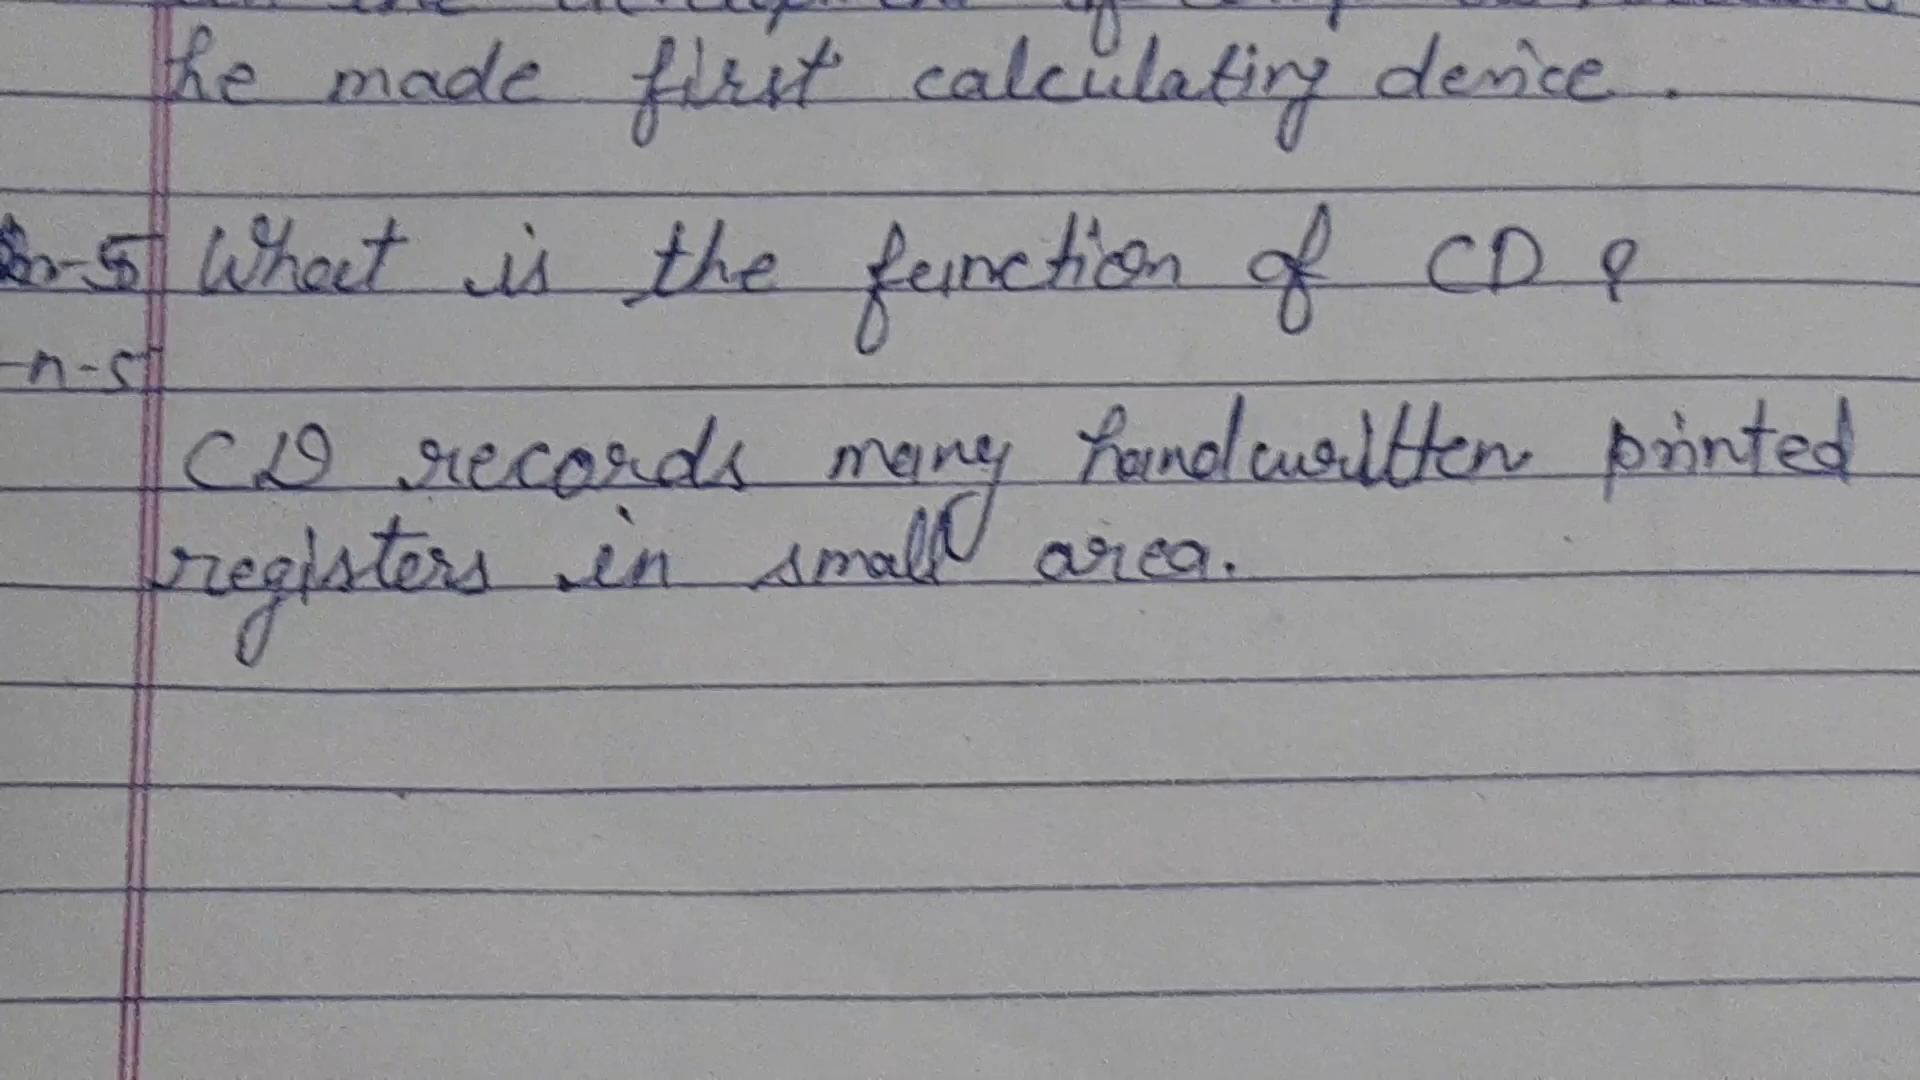 he made first calculating device.
-5 What is the function of CD ?
-n-5
CD records many handwritten printed
registers in small area.